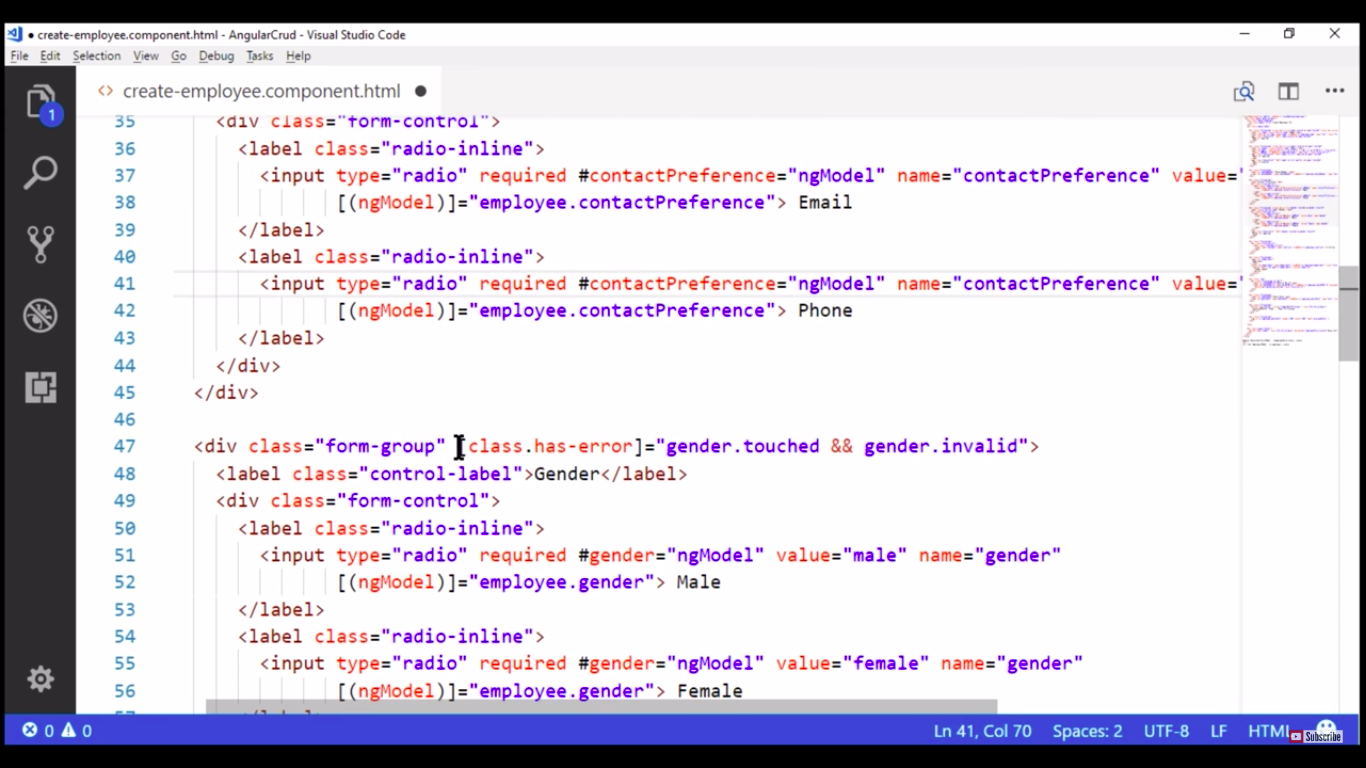 ● create-employee.component.html - AngularCrud - Visual Studio Code
File Edit Selection View Go Debug Tasks Help
<> create-employee.component.html ●
1
35 <div class="form-control">
36 <label class="radio-inline">
37 <input type="radio" required #contactPreference="ngModel" name="contactPreference" value="
38 [(ngModel)]="employee.contactPreference"> Email
39 </label>
40 <label class="radio-inline">
41 <input type="radio" required #contactPreference="ngModel" name="contactPreference" value="
42 [(ngModel)]="employee.contactPreference"> Phone
43 </label>
44 </div>
45 </div>
46
47 <div class="form-group" [class.has-error]="gender.touched && gender.invalid">
48 <label class="control-label">Gender</label>
49 <div class="form-control">
50 <label class="radio-inline">
51 <input type="radio" required #gender="ngModel" value="male" name="gender"
52 [(ngModel)]="employee.gender"> Male
53 </label>
54 <label class="radio-inline">
55 <input type="radio" required #gender="ngModel" value="female" name="gender"
56 [(ngModel)]="employee.gender"> Female
0 0 Ln 41, Col 70 Spaces: 2 UTF-8 LF HTML Subscribe